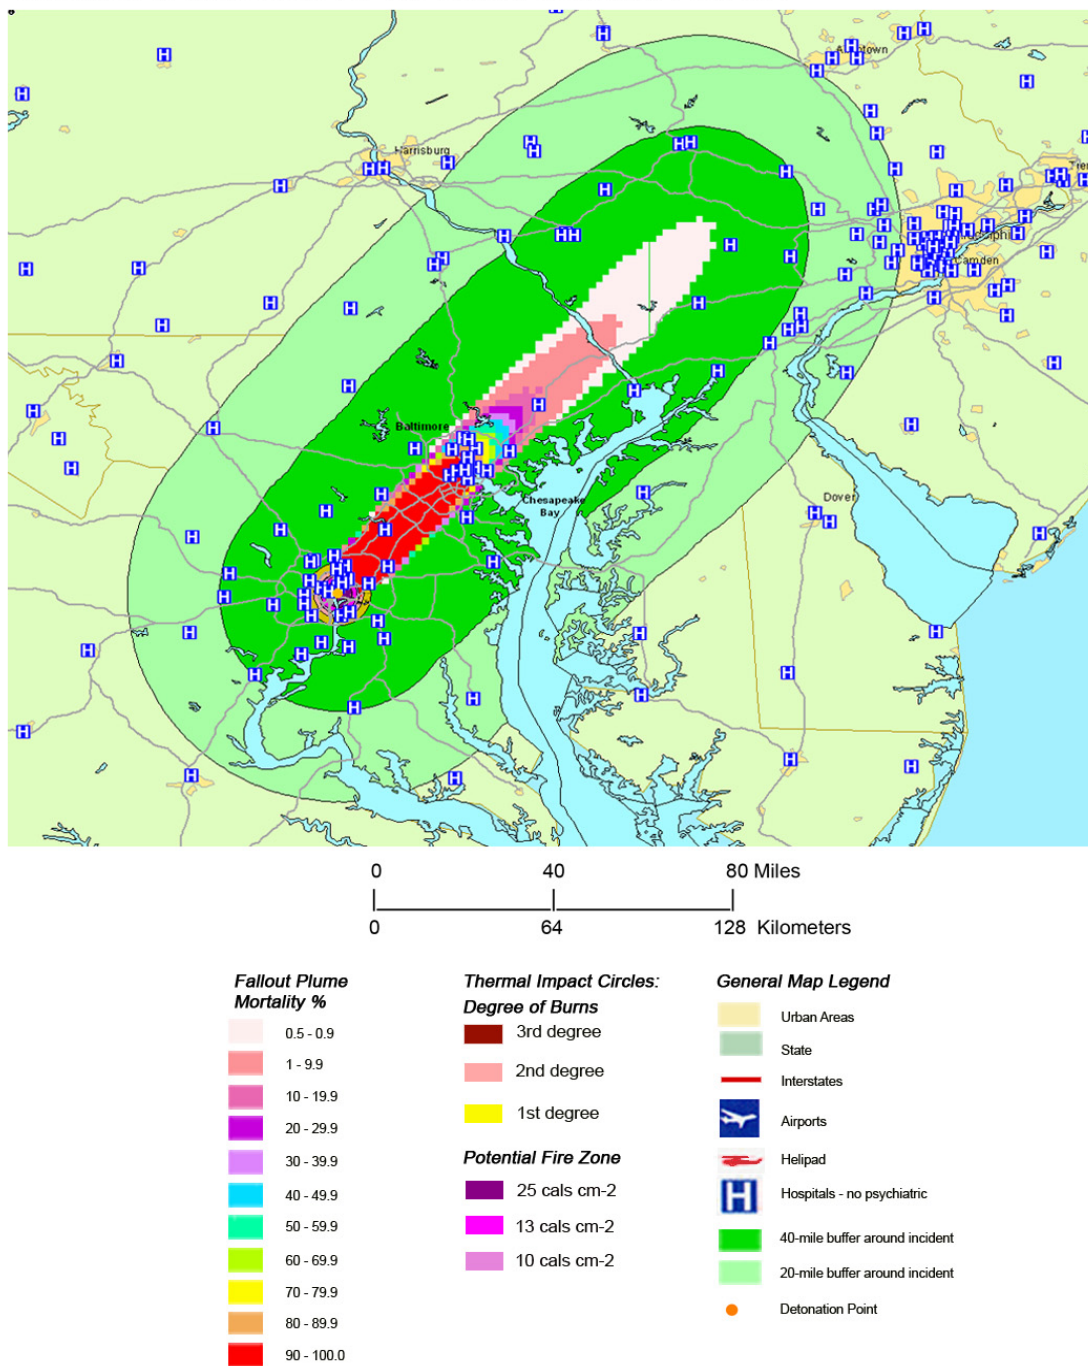 Allentown
Harrisburg
Tren
Philadelphia
Camden
Baltimore
Chesapeake
Bay
Dover
0 40 80 Miles
0 64 128 Kilometers
Fallout Plume
Mortality %
0.5 - 0.9
1 - 9.9
10 - 19.9
20 - 29.9
30 - 39.9
40 - 49.9
50 - 59.9
60 - 69.9
70 - 79.9
80 - 89.9
90 - 100.0
Thermal Impact Circles:
Degree of Burns
3rd degree
2nd degree
1st degree
Potential Fire Zone
25 cals cm-2
13 cals cm-2
10 cals cm-2
General Map Legend
Urban Areas
State
Interstates
Airports
Helipad
H Hospitals - no psychiatric
40-mile buffer around incident
20-mile buffer around incident
Detonation Point